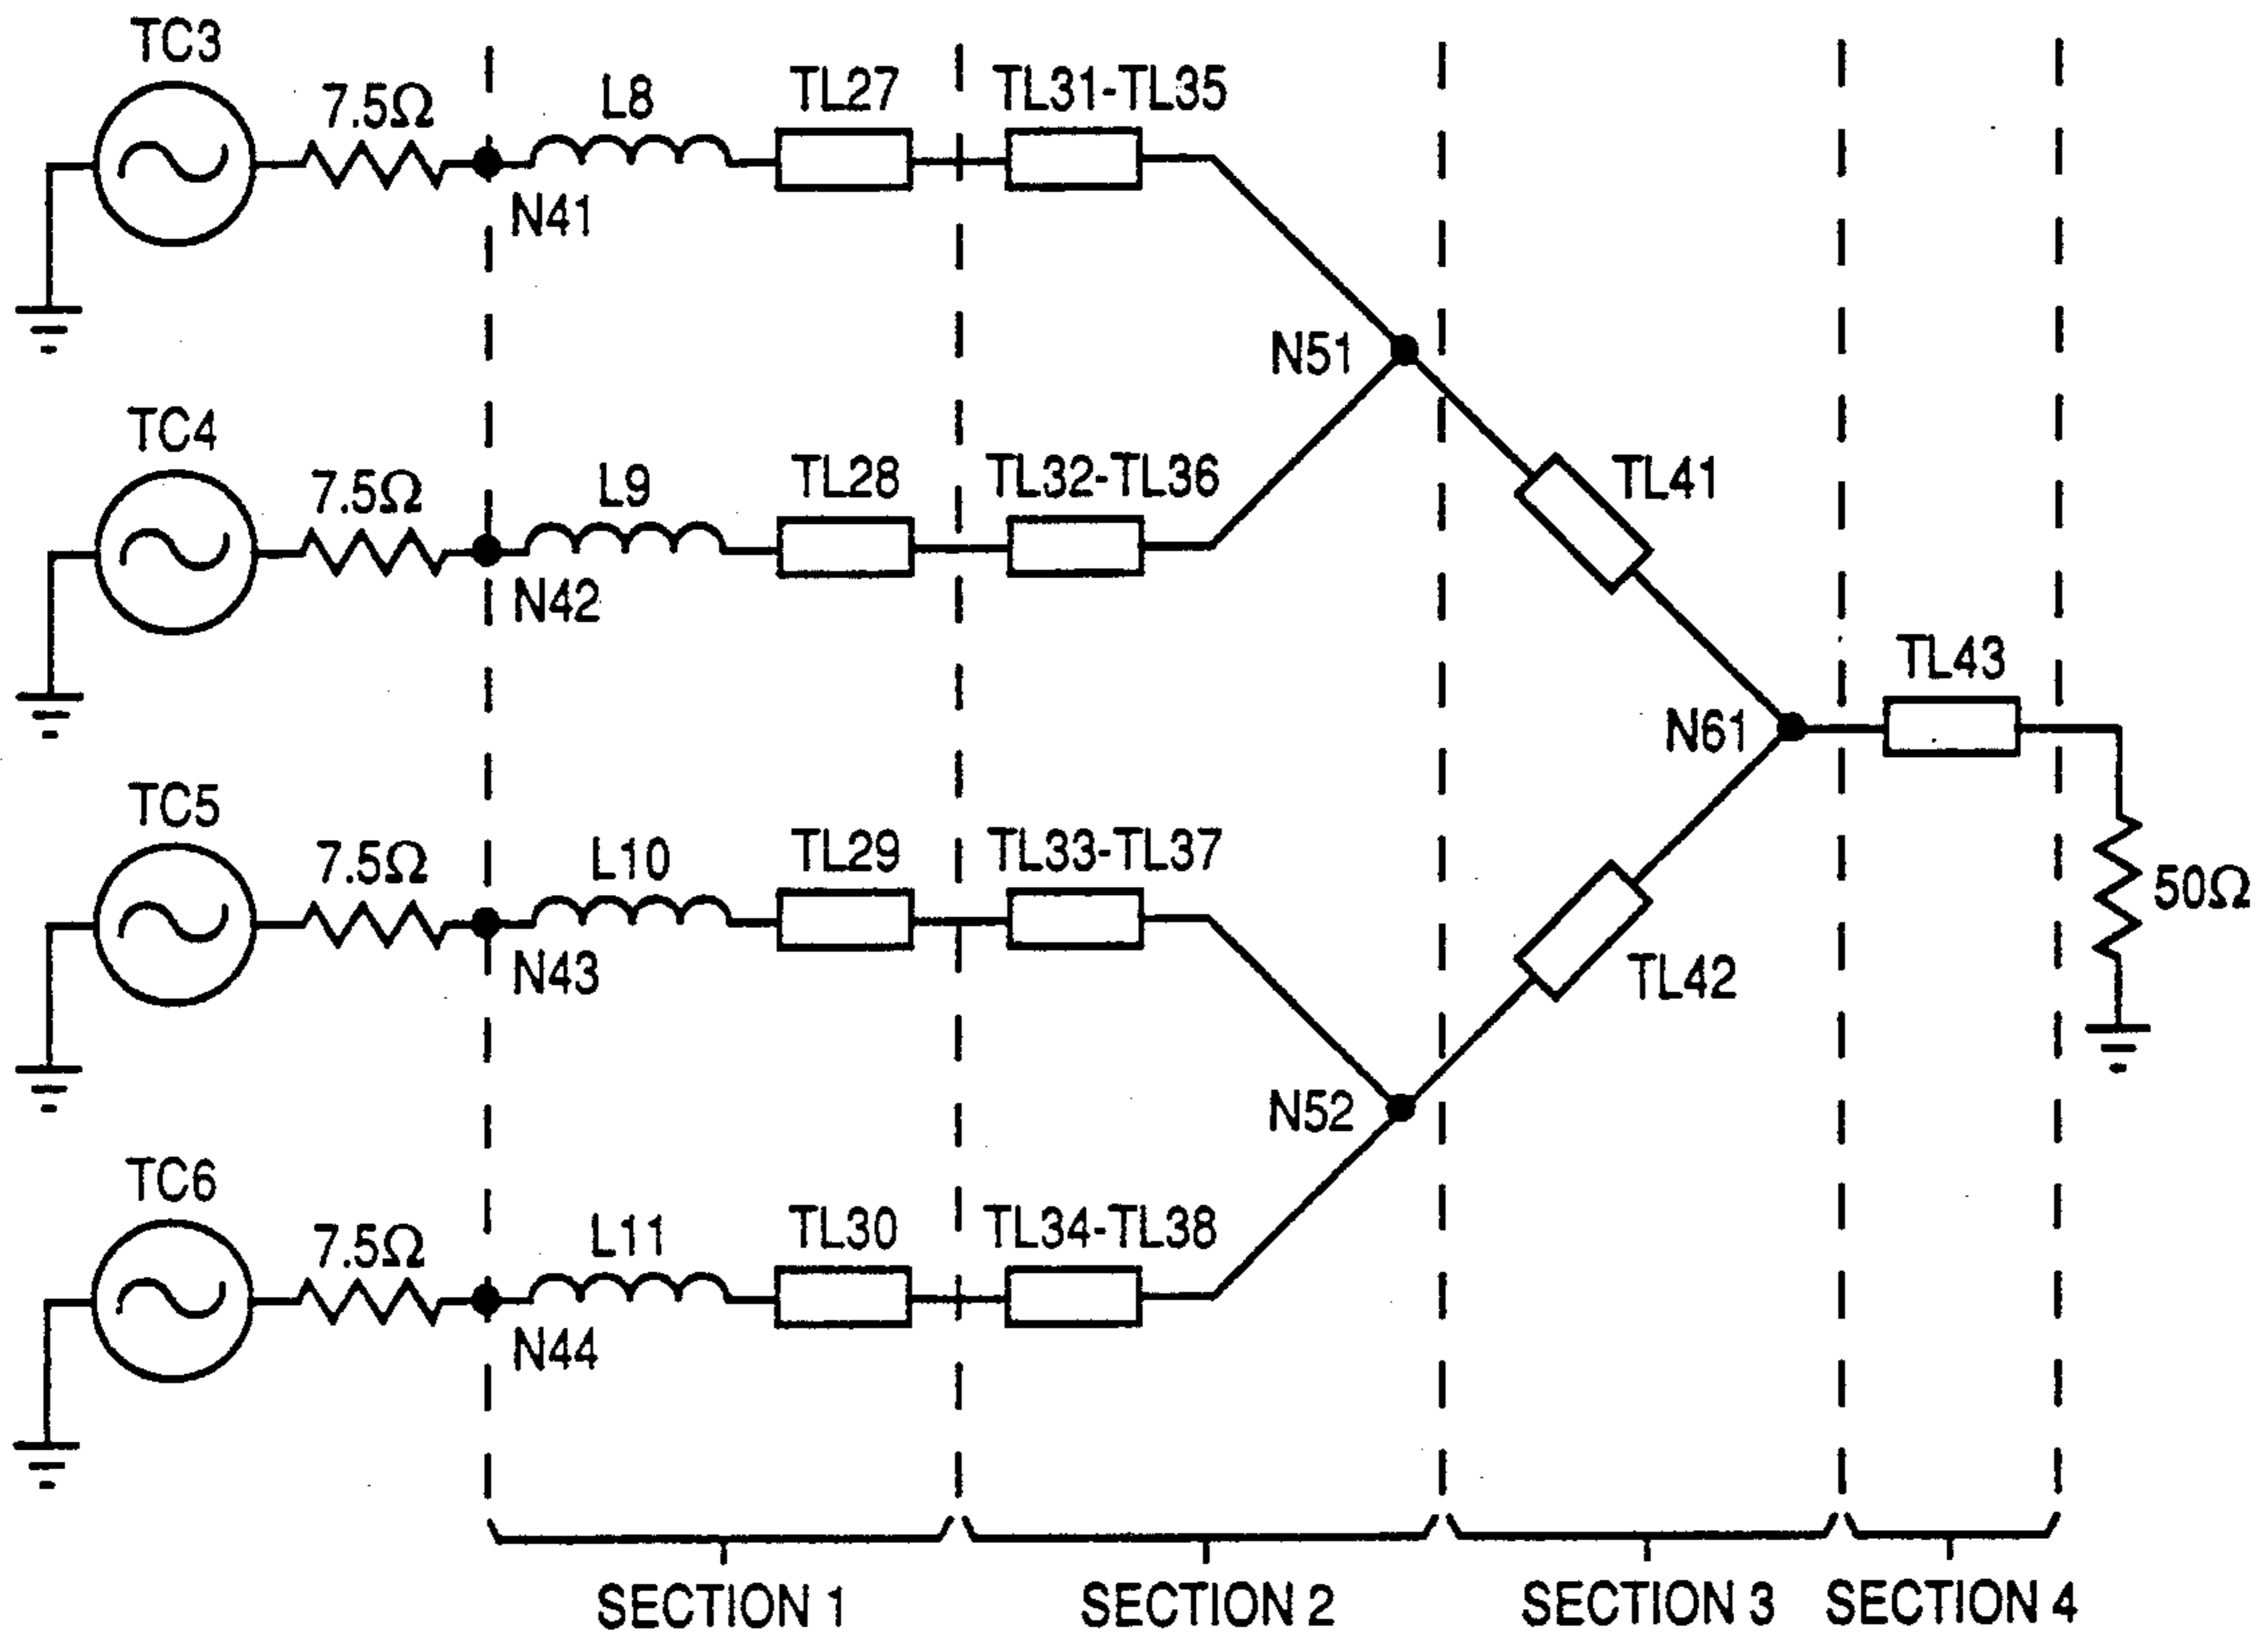 TC3
7.5Ω
L8
TL27
TL31-TL35
N41
N51
TC4
7.5Ω
L9
TL28
TL32-TL36
TL41
N42
TL43
N61
TC5
7.5Ω
L10
TL29
TL33-TL37
50Ω
N43
TL42
N52
TC6
7.5Ω
L11
TL30
TL34-TL38
N44
SECTION 1
SECTION 2
SECTION 3
SECTION 4